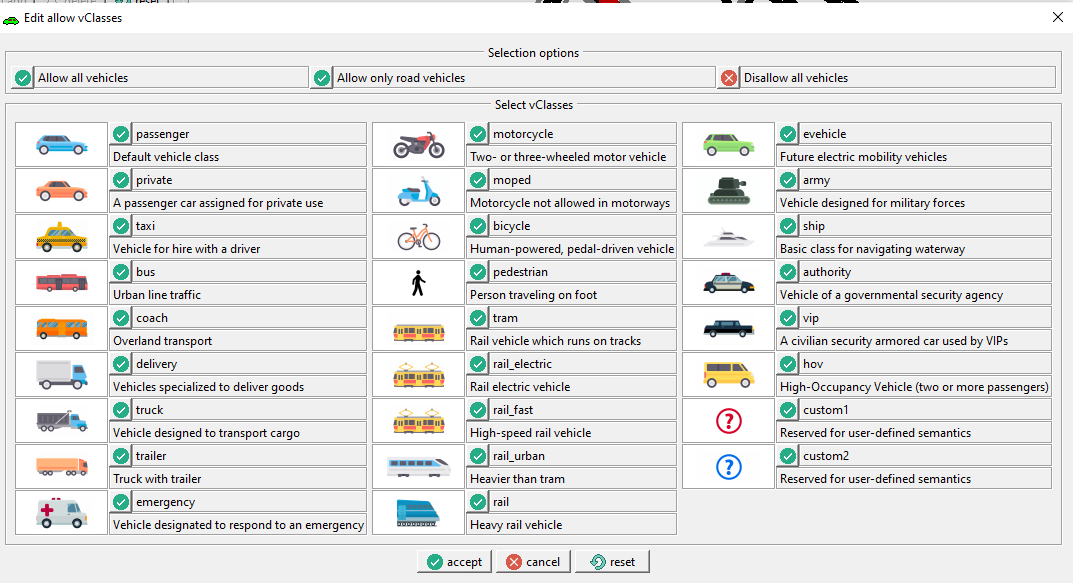 Edit allow vClasses
Selection options
Allow all vehicles
Allow only road vehicles
Disallow all vehicles
Select vClasses
passenger
Default vehicle class
private
A passenger car assigned for private use
taxi
Vehicle for hire with a driver
bus
Urban line traffic
coach
Overland transport
delivery
Vehicles specialized to deliver goods
truck
Vehicle designed to transport cargo
trailer
Truck with trailer
emergency
Vehicle designated to respond to an emergency
motorcycle
Two- or three-wheeled motor vehicle
moped
Motorcycle not allowed in motorways
bicycle
Human-powered, pedal-driven vehicle
pedestrian
Person traveling on foot
tram
Rail vehicle which runs on tracks
rail_electric
Rail electric vehicle
rail_fast
High-speed rail vehicle
rail_urban
Heavier than tram
rail
Heavy rail vehicle
evehicle
Future electric mobility vehicles
army
Vehicle designed for military forces
ship
Basic class for navigating waterway
authority
Vehicle of a governmental security agency
vip
A civilian security armored car used by VIPs
hov
High-Occupancy Vehicle (two or more passengers)
custom1
Reserved for user-defined semantics
custom2
Reserved for user-defined semantics
accept
cancel
reset